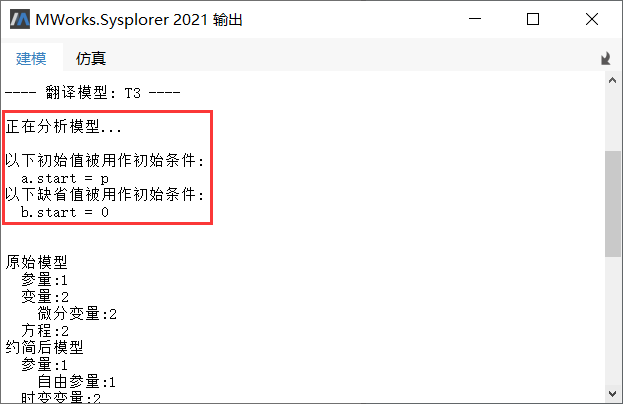 MWorks.Sysplorer 2021 输出
建模 仿真
---- 翻译模型: T3 ----
正在分析模型...
以下初始值被用作初始条件:
a.start = p
以下缺省值被用作初始条件:
b.start = 0
原始模型
参量:1
变量:2
微分变量:2
方程:2
约简后模型
参量:1
自由参量:1
时变变量:2